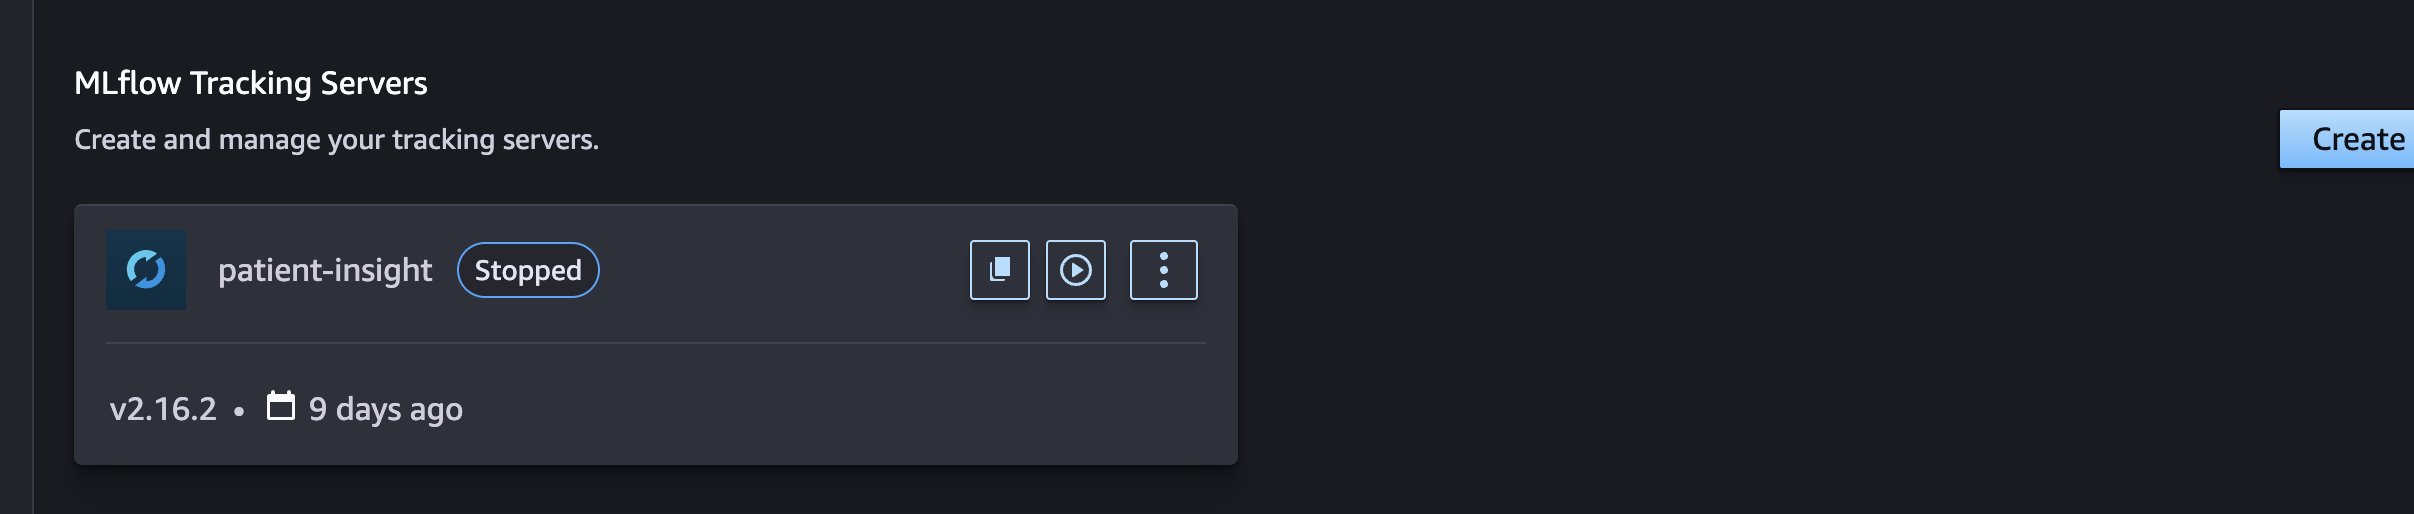 MLflow Tracking Servers
Create and manage your tracking servers.
Create
patient-insight Stopped
v2.16.2 • 9 days ago